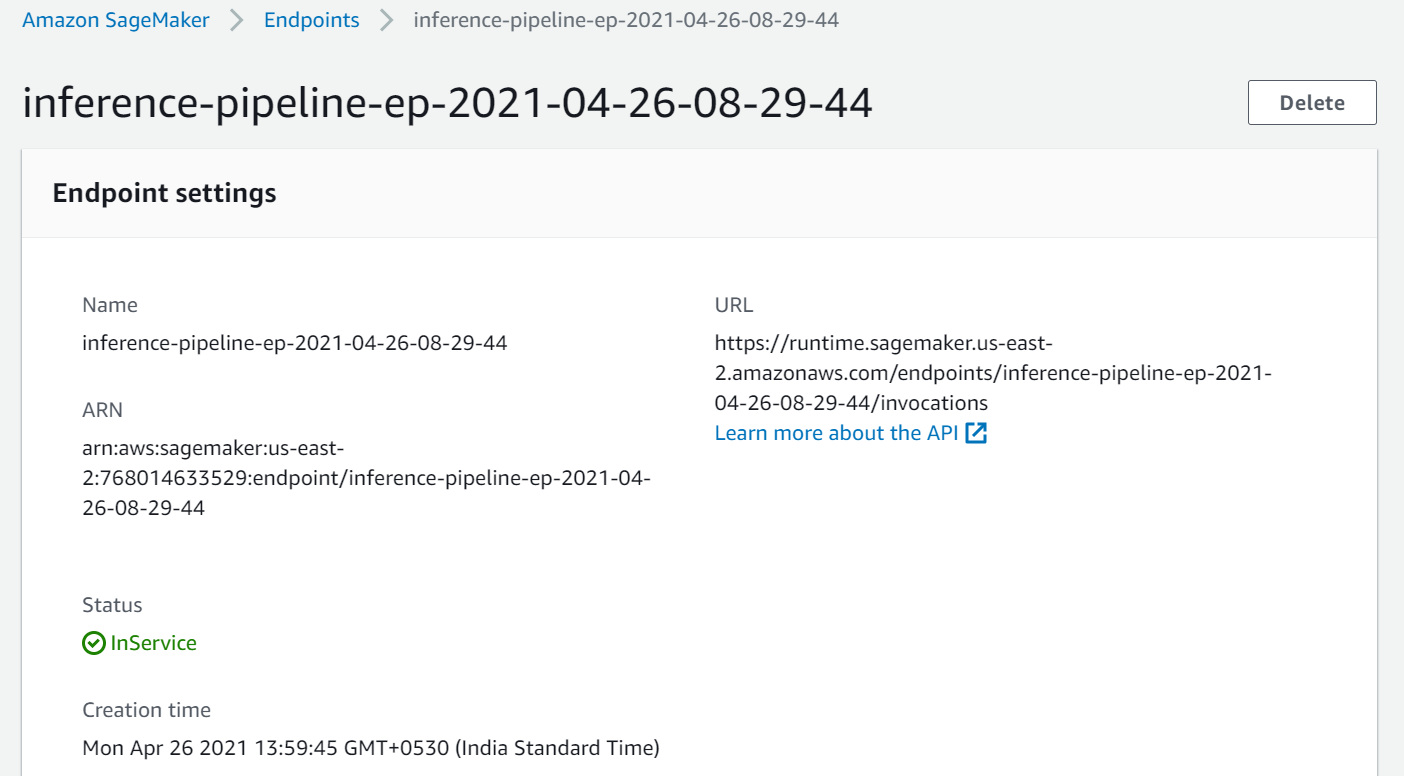 Amazon SageMaker > Endpoints > inference-pipeline-ep-2021-04-26-08-29-44
inference-pipeline-ep-2021-04-26-08-29-44
Delete
Endpoint settings
Name
inference-pipeline-ep-2021-04-26-08-29-44
ARN
arn:aws:sagemaker:us-east-
2:768014633529:endpoint/inference-pipeline-ep-2021-04-
26-08-29-44
Status
InService
Creation time
Mon Apr 26 2021 13:59:45 GMT+0530 (India Standard Time)
URL
https://runtime.sagemaker.us-east-
2.amazonaws.com/endpoints/inference-pipeline-ep-2021-
04-26-08-29-44/invocations
Learn more about the API